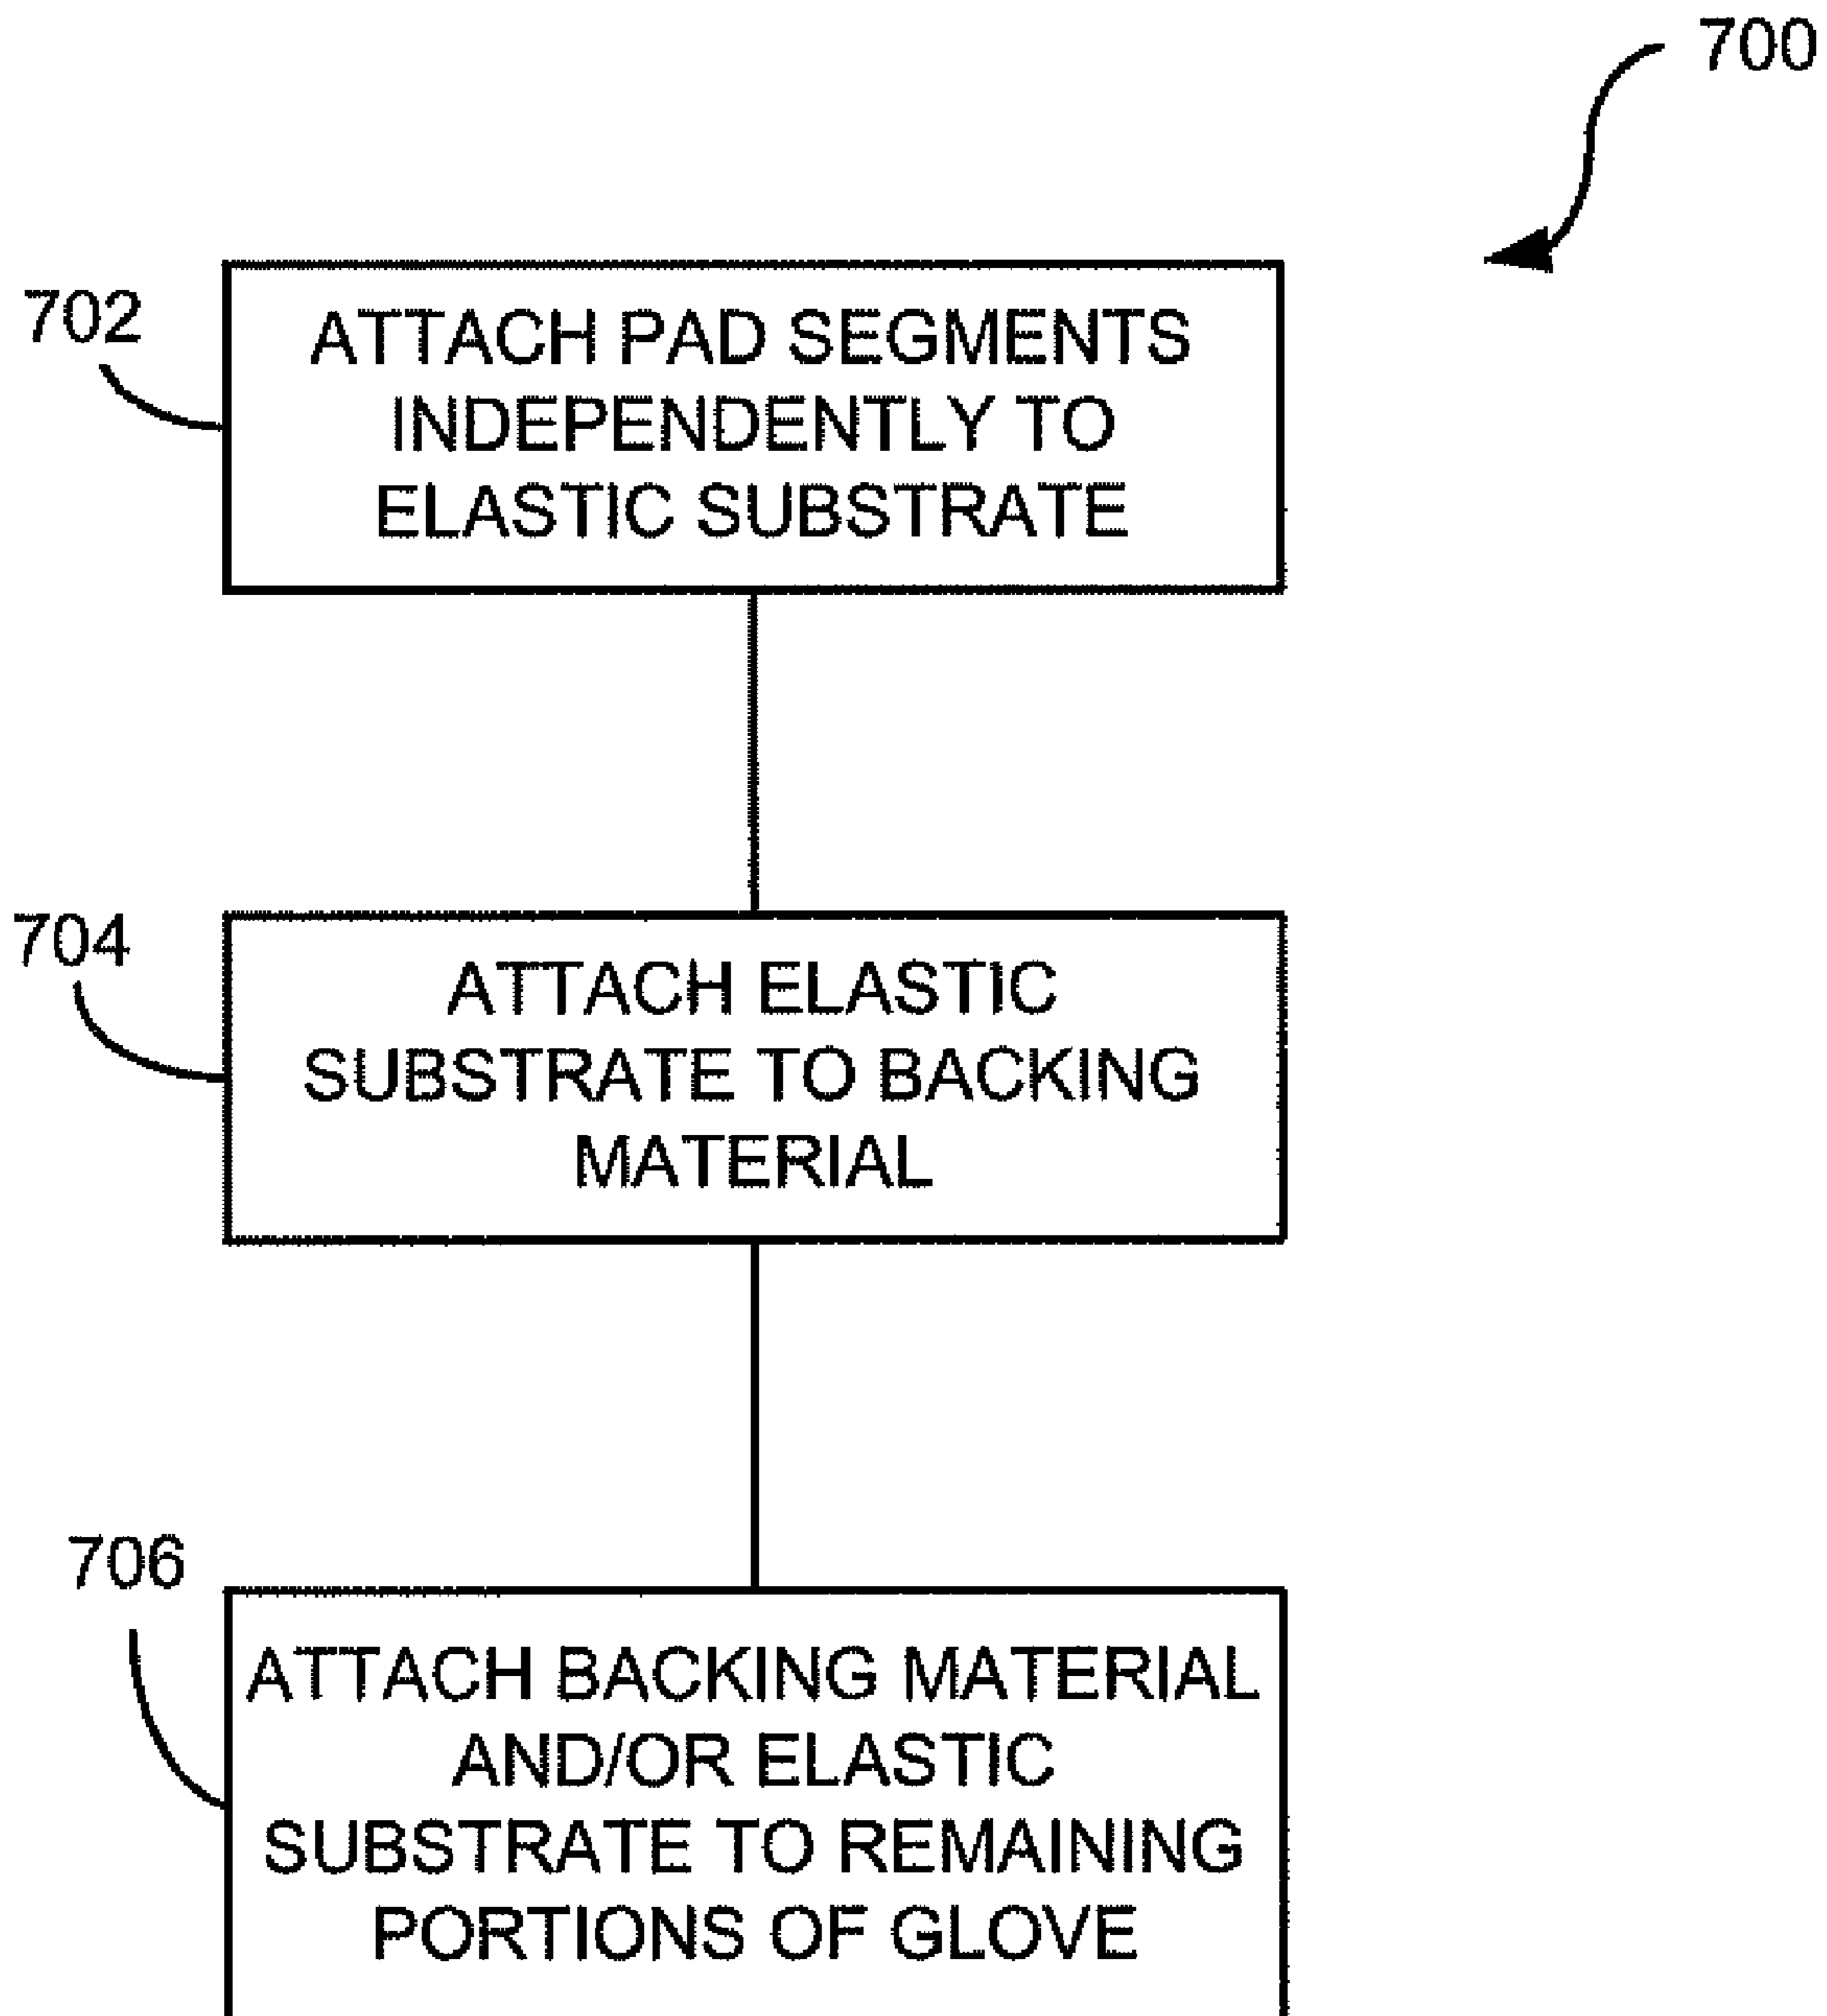 700
702
ATTACH PAD SEGMENTS
INDEPENDENTLY TO
ELASTIC SUBSTRATE
704
ATTACH ELASTIC
SUBSTRATE TO BACKING
MATERIAL
706
ATTACH BACKING MATERIAL
AND/OR ELASTIC
SUBSTRATE TO REMAINING
PORTIONS OF GLOVE